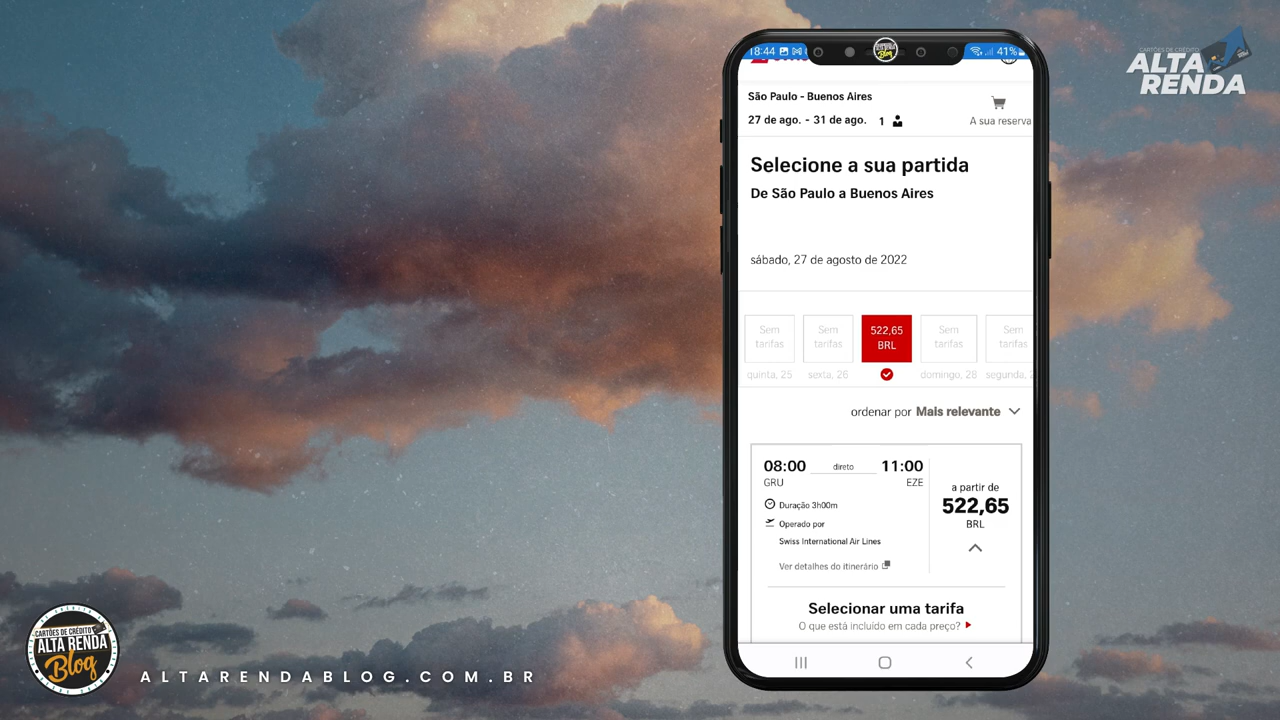 18:44
41%
São Paulo - Buenos Aires
27 de ago. - 31 de ago. 1
A sua reserva
Selecione a sua partida
De São Paulo a Buenos Aires
sábado, 27 de agosto de 2022
Sem tarifas
Sem tarifas
522,65 BRL
Sem tarifas
Sem tarifas
quinta, 25
sexta, 26
domingo, 28
segunda,
ordenar por Mais relevante
08:00 direto 11:00
GRU EZE
Duração 3h00m
Operado por
Swiss International Air Lines
Ver detalhes do itinerário
a partir de
522,65
BRL
Selecionar uma tarifa
O que está incluido em cada preço?
CARTÕES DE CRÉDITO
ALTA
RENDA
CARTÕES DE CRÉDITO
ALTA RENDA
Blog
ALTARENDABLOG.COM.BR